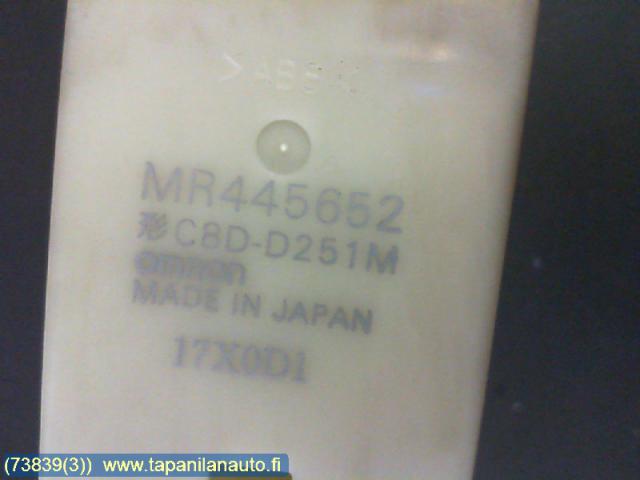 >ABS<
MR445652
形 C8D-D251M
omron
MADE IN JAPAN
17X0D1
(73839(3)) www.tapanilanauto.fi